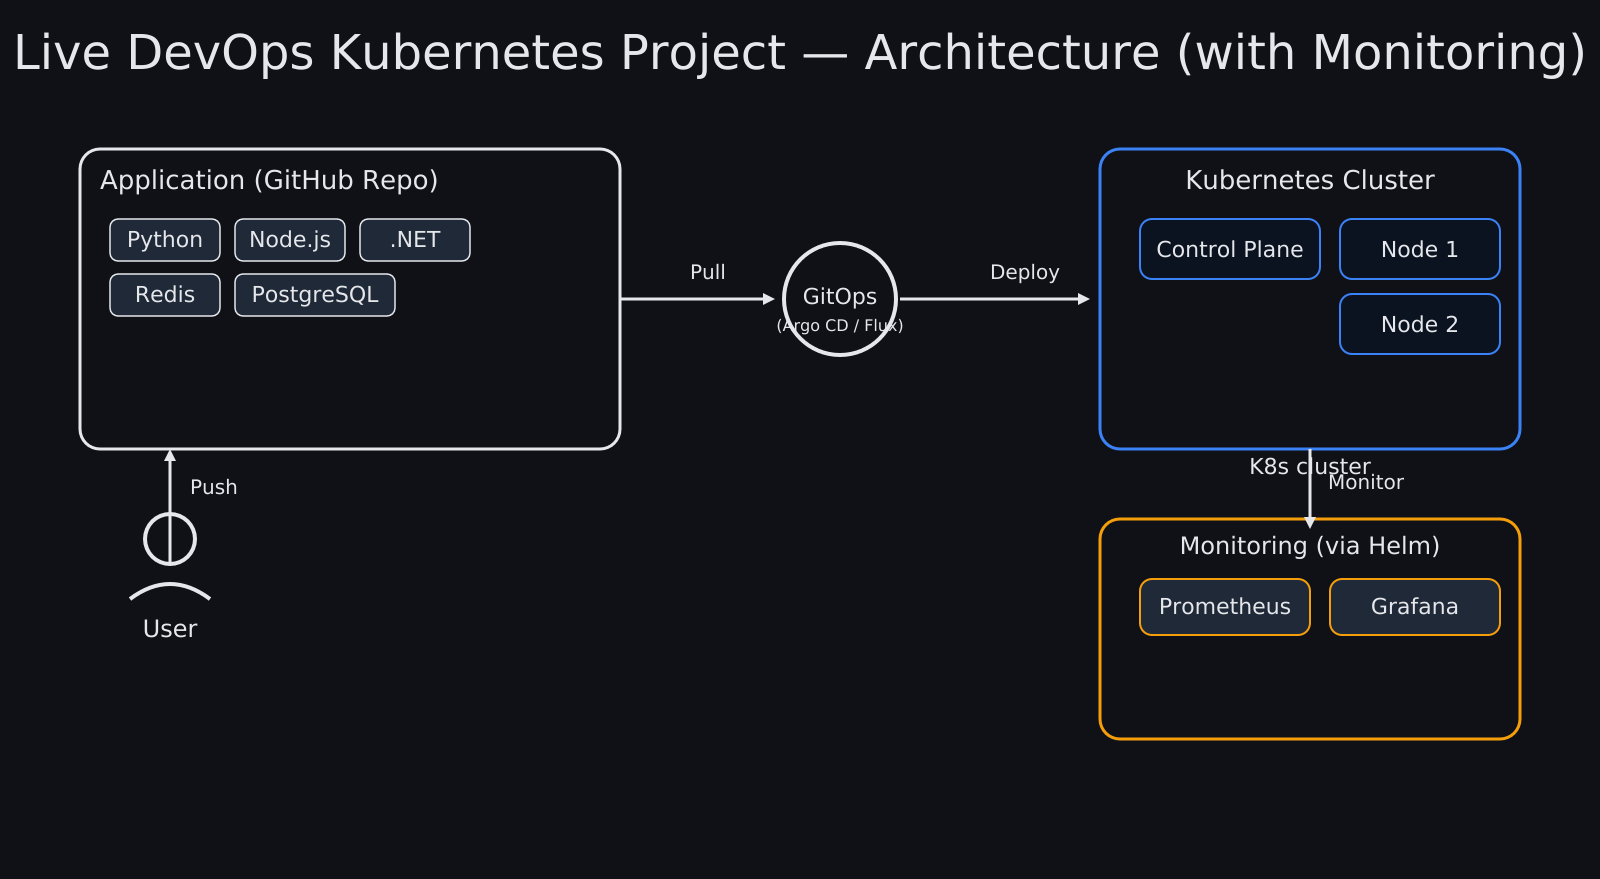 Live DevOps Kubernetes Project — Architecture (with Monitoring)
Application (GitHub Repo)
Python
Node.js
.NET
Redis
PostgreSQL
Push
User
Pull
GitOps
(Argo CD / Flux)
Deploy
Kubernetes Cluster
Control Plane
Node 1
Node 2
K8s cluster
Monitor
Monitoring (via Helm)
Prometheus
Grafana